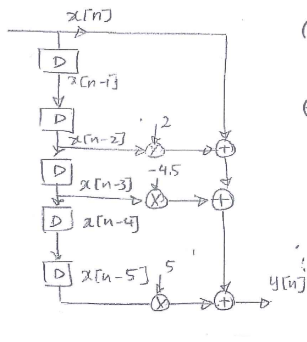 x[n]
D
x[n-1]
D
x[n-2]
2
D
x[n-3]
-4.5
D
x[n-4]
D
x[n-5]
5
y[n]